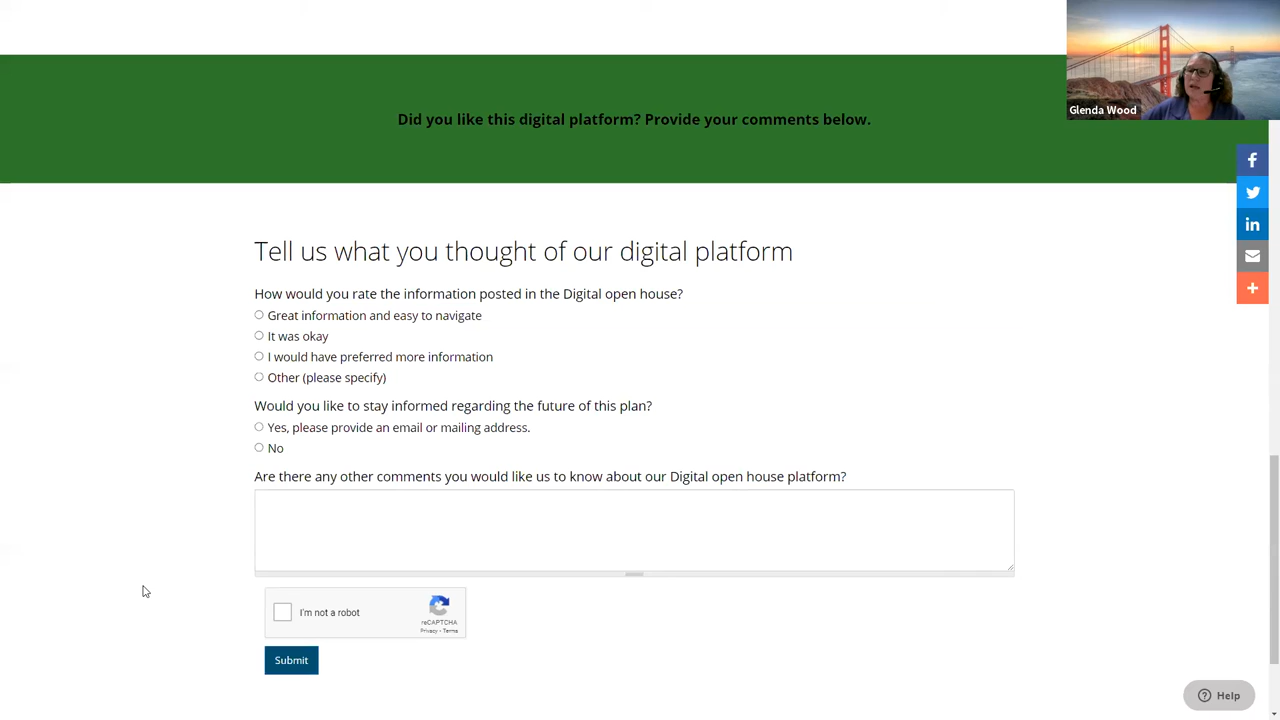 Glenda Wood
Did you like this digital platform? Provide your comments below.
Tell us what you thought of our digital platform
How would you rate the information posted in the Digital open house?
Great information and easy to navigate
It was okay
I would have preferred more information
Other (please specify)
Would you like to stay informed regarding the future of this plan?
Yes, please provide an email or mailing address.
No
Are there any other comments you would like us to know about our Digital open house platform?
I'm not a robot
reCAPTCHA
Privacy - Terms
Submit
Help